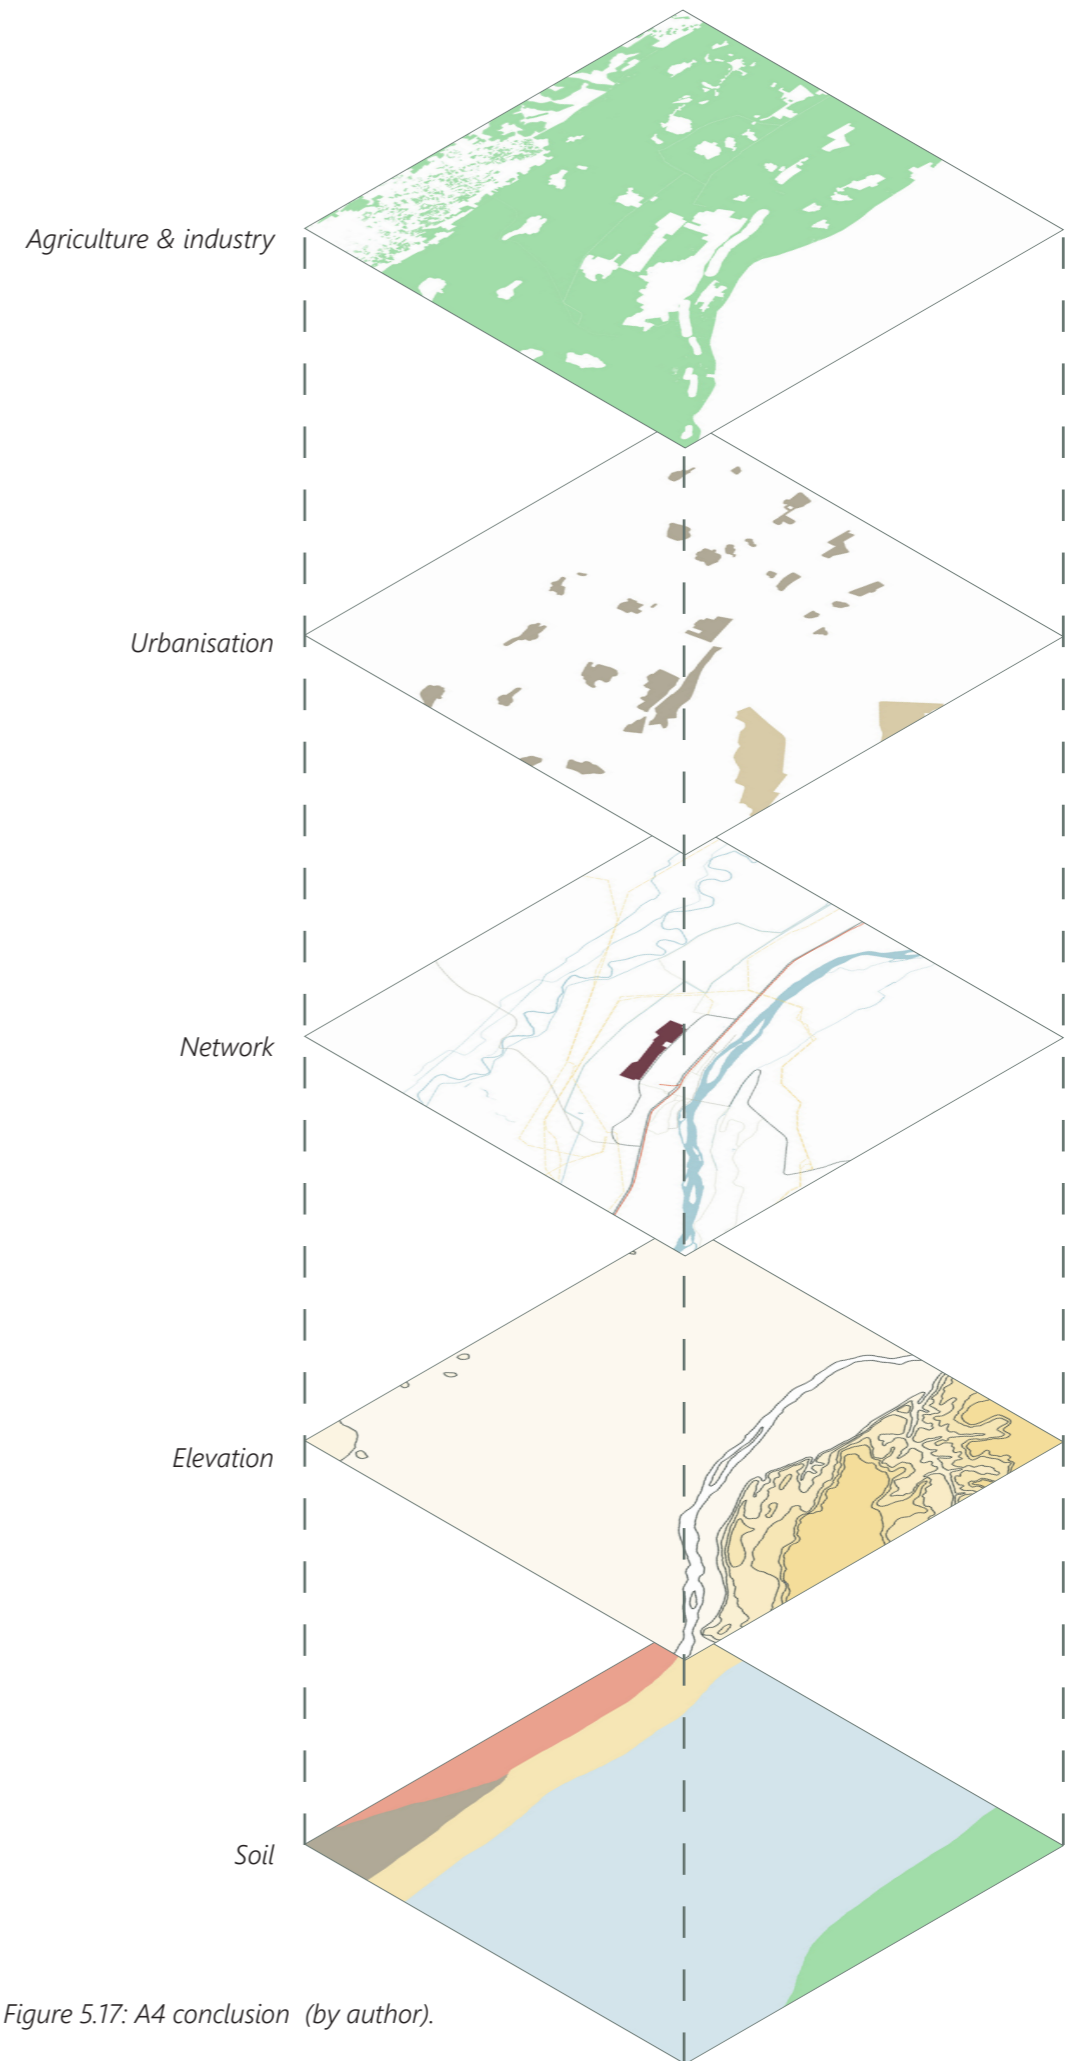 Agriculture & industry
Urbanisation
Network
Elevation
Soil
Figure 5.17: A4 conclusion (by author).